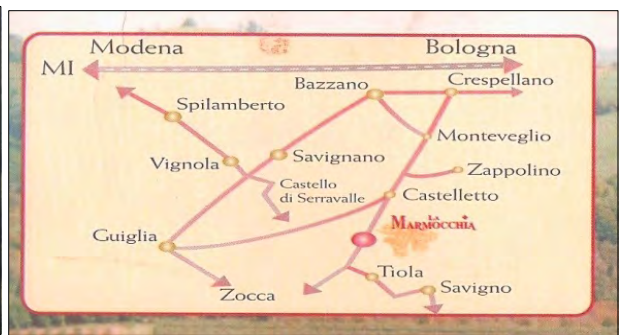 Modena
Bologna
MI
Bazzano
Crespellano
Spilamberto
Monteveglio
Vignola
Savignano
Zappolino
Castello
di Serravalle
Castelletto
LA
MARMOCCHIA
Guiglia
Tiola
Zocca
Savigno